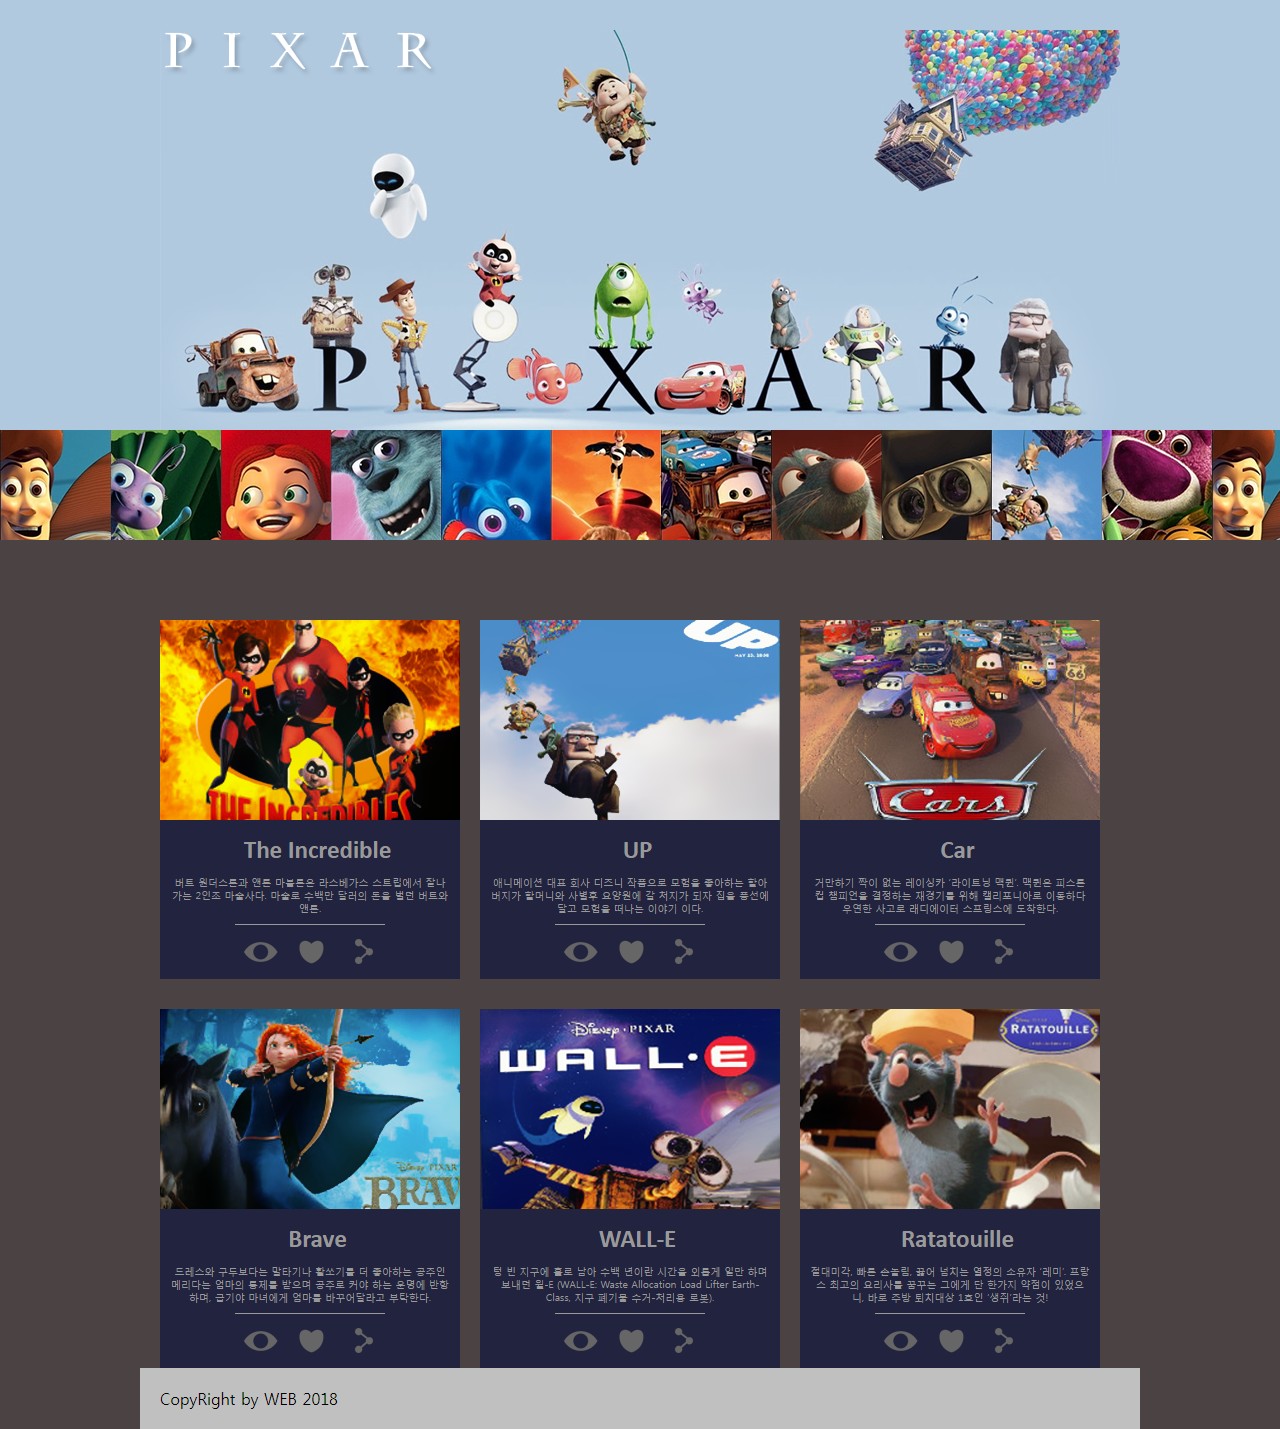 PIXAR
PIXAR
UP
MAY 29, 2009
THE INCREDIBLES
Cars
The Incredible
UP
Car
버트 원더스톤과 앤튼 마블튼은 라스베가스 스트립에서 잘나
가는 2인조 마술사다. 마술로 수백만 달러의 돈을 벌던 버트와
앤튼.
애니메이션 대표 회사 디즈니 작품으로 모험을 좋아하는 할아
버지가 할머니와 사별후 요양원에 갈 처지가 되자 집을 풍선에
달고 모험을 떠나는 이야기 이다.
거만하기 짝이 없는 레이싱카 '라이트닝 맥퀸'. 맥퀸은 피스톤
컵 챔피언을 결정하는 재경기를 위해 캘리포니아로 이동하다
우연한 사고로 래디에이터 스프링스에 도착한다.
Disney·PIXAR
BRAV
Disney·PIXAR
WALL·E
RATATOUILLE
Brave
WALL-E
Ratatouille
드레스와 구두보다는 말타기나 활쏘기를 더 좋아하는 공주인
메리다는 엄마의 통제를 받으며 공주로 커야 하는 운명에 반항
하며, 급기야 마녀에게 엄마를 바꾸어달라고 부탁한다.
텅 빈 지구에 홀로 남아 수백 년이란 시간을 외롭게 일만 하며
보내던 월-E (WALL-E: Waste Allocation Load Lifter Earth-
Class, 지구 폐기물 수거-처리용 로봇).
절대미각, 빠른 손놀림, 끓어 넘치는 열정의 소유자 '레미'. 프랑
스 최고의 요리사를 꿈꾸는 그에게 단 한가지 약점이 있었으
니, 바로 주방 퇴치대상 1호인 '생쥐'라는 것!
CopyRight by WEB 2018